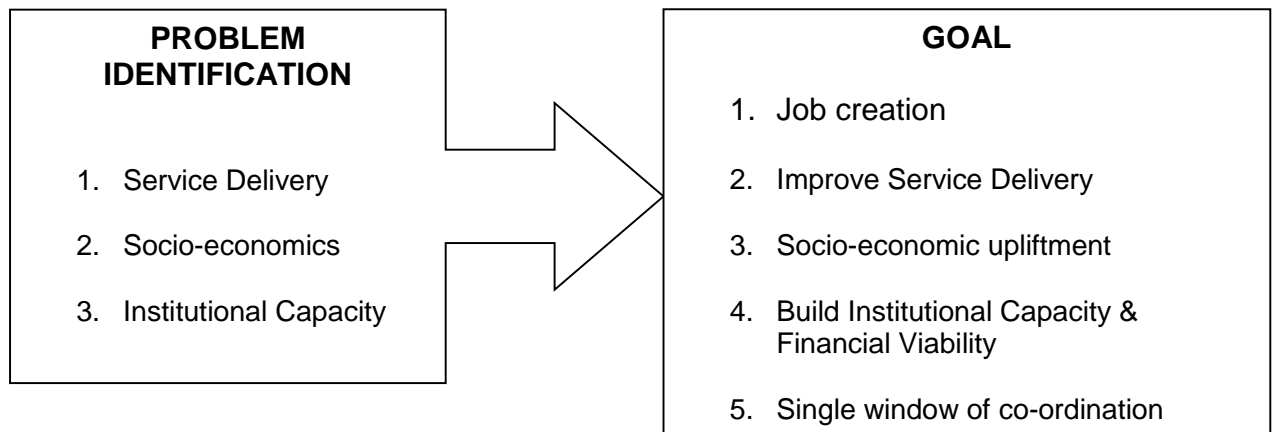 PROBLEM
IDENTIFICATION
1. Service Delivery
2. Socio-economics
3. Institutional Capacity
GOAL
1. Job creation
2. Improve Service Delivery
3. Socio-economic upliftment
4. Build Institutional Capacity &
Financial Viability
5. Single window of co-ordination